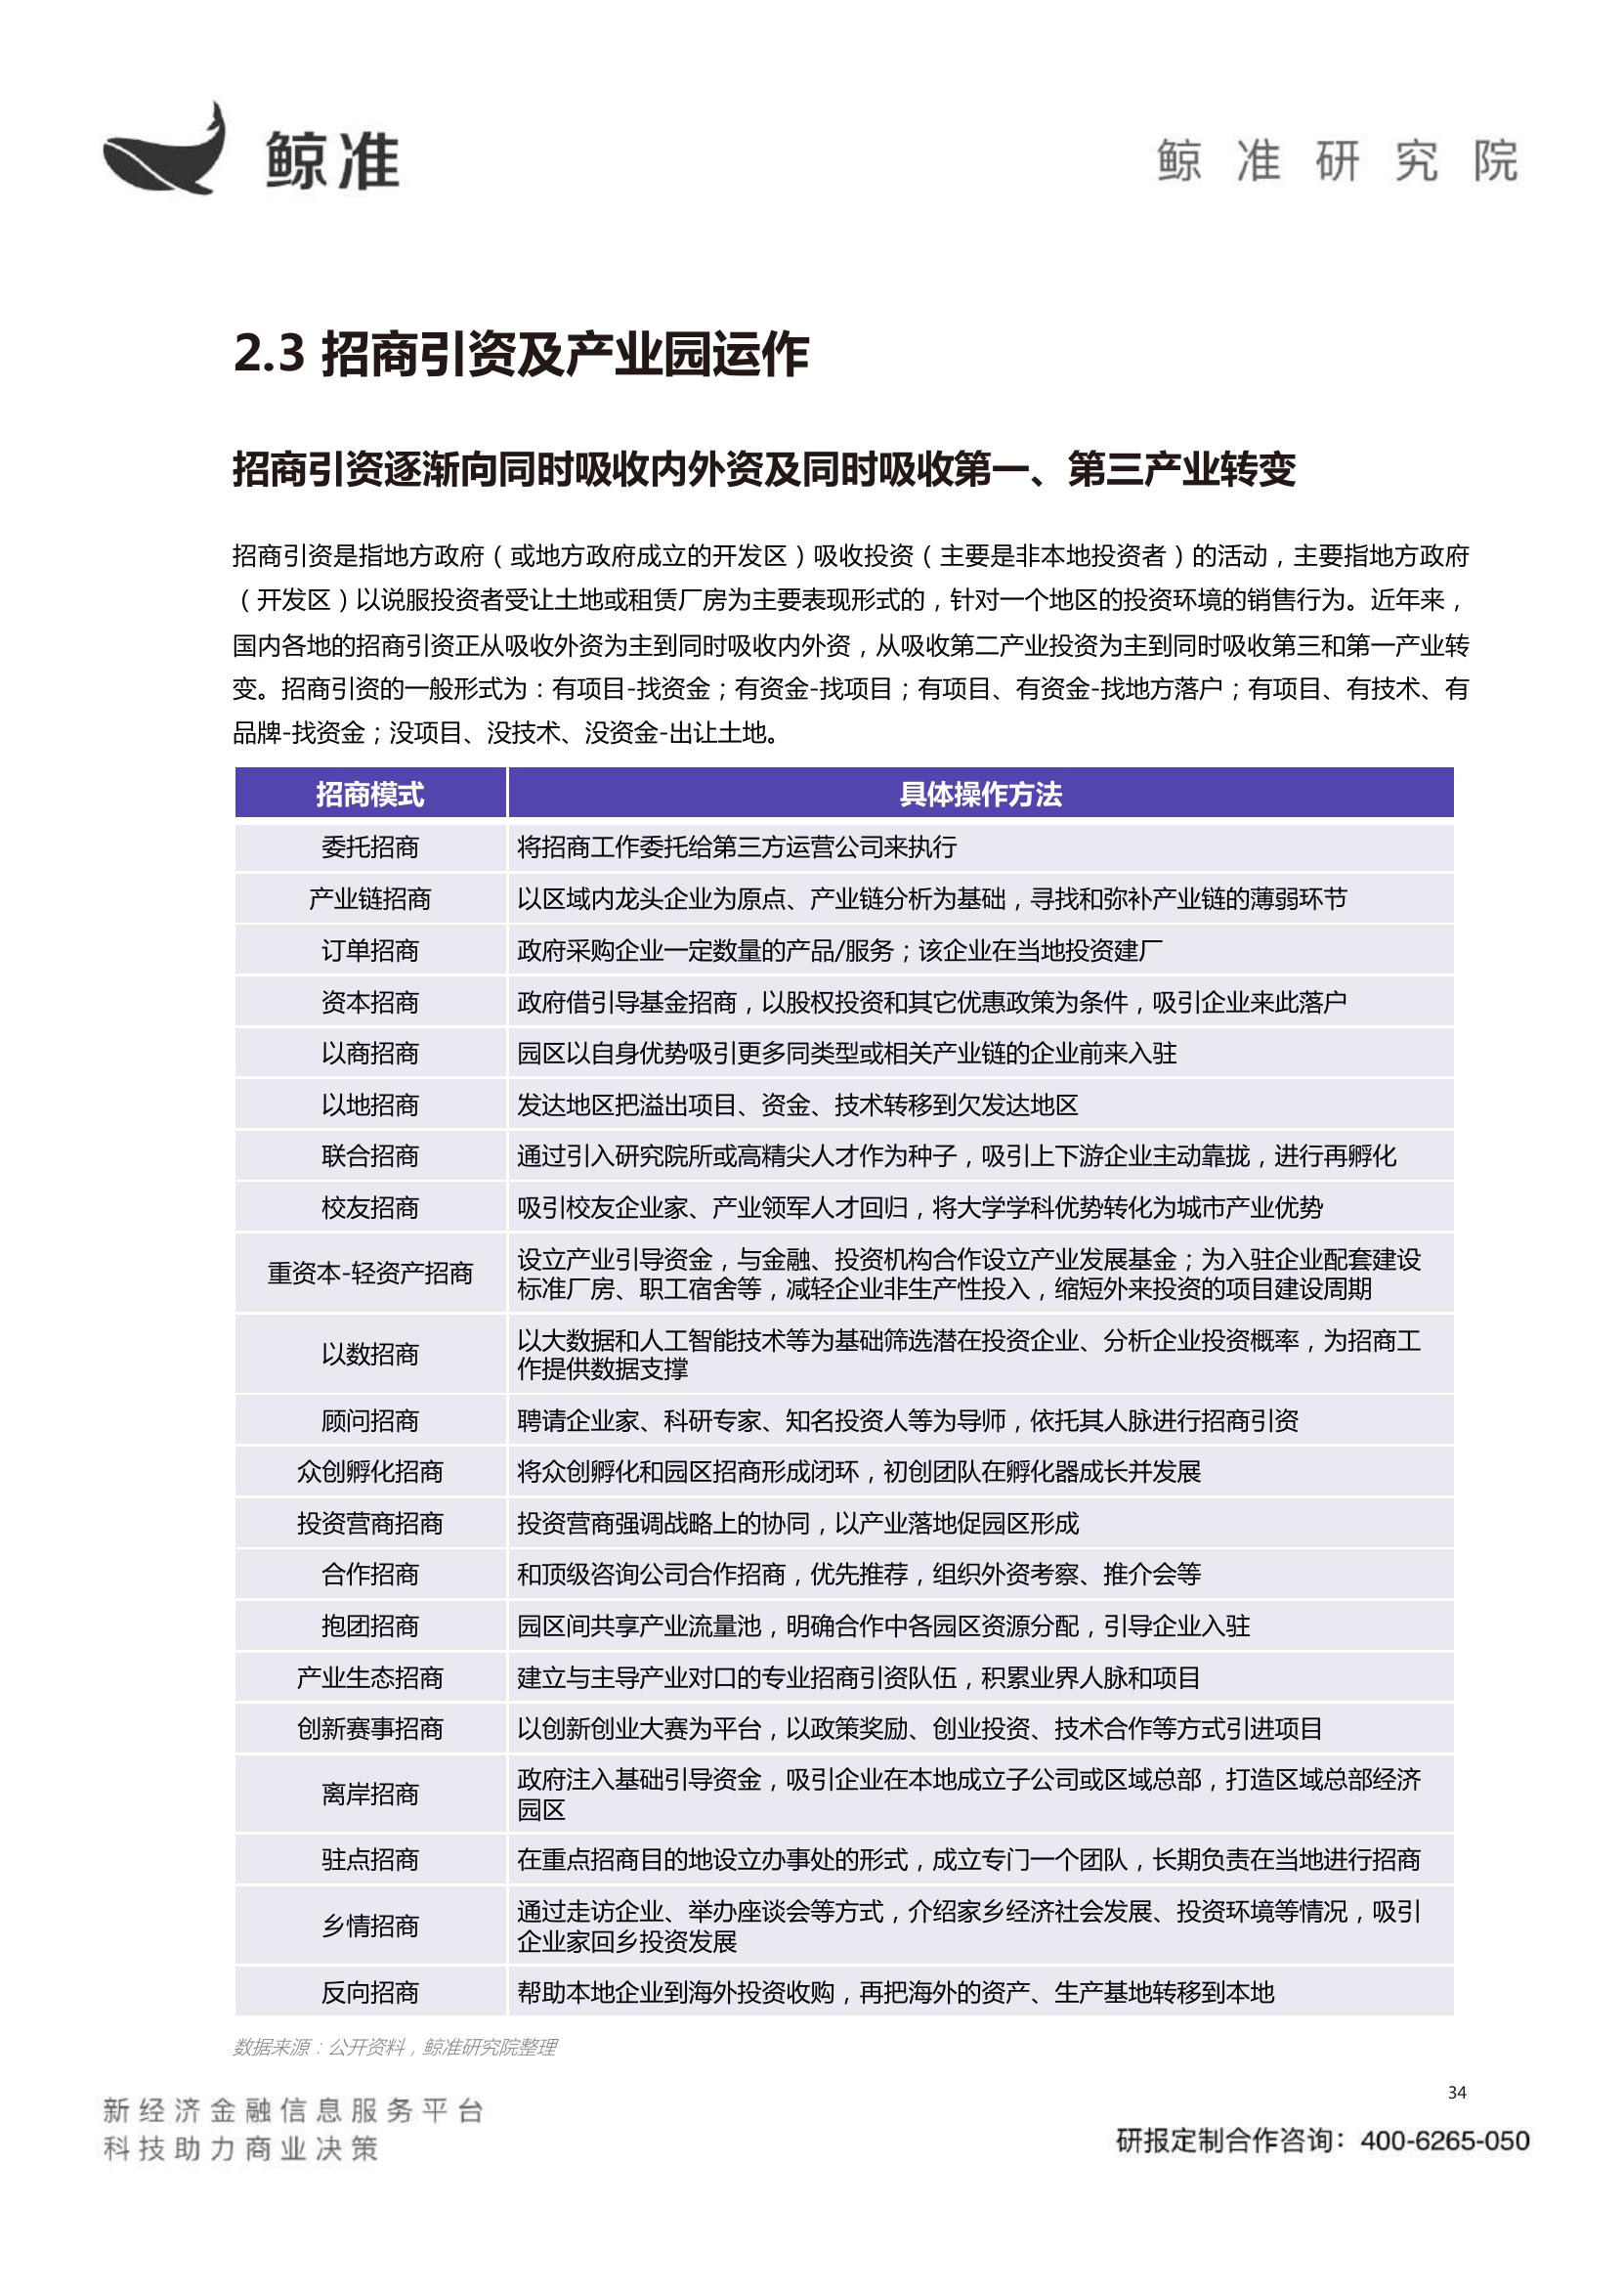 鲸准
鲸准研究院
2.3 招商引资及产业园运作
招商引资逐渐向同时吸收内外资及同时吸收第一、第三产业转变
招商引资是指地方政府（或地方政府成立的开发区）吸收投资（主要是非本地投资者）的活动，主要指地方政府
（开发区）以说服投资者受让土地或租赁厂房为主要表现形式的，针对一个地区的投资环境的销售行为。近年来，
国内各地的招商引资正从吸收外资为主到同时吸收内外资，从吸收第二产业投资为主到同时吸收第三和第一产业转
变。招商引资的一般形式为：有项目-找资金；有资金-找项目；有项目、有资金-找地方落户；有项目、有技术、有
品牌-找资金；没项目、没技术、没资金-出让土地。
招商模式 具体操作方法
委托招商 将招商工作委托给第三方运营公司来执行
产业链招商 以区域内龙头企业为原点、产业链分析为基础，寻找和弥补产业链的薄弱环节
订单招商 政府采购企业一定数量的产品/服务；该企业在当地投资建厂
资本招商 政府借引导基金招商，以股权投资和其它优惠政策为条件，吸引企业来此落户
以商招商 园区以自身优势吸引更多同类型或相关产业链的企业前来入驻
以地招商 发达地区把溢出项目、资金、技术转移到欠发达地区
联合招商 通过引入研究院所或高精尖人才作为种子，吸引上下游企业主动靠拢，进行再孵化
校友招商 吸引校友企业家、产业领军人才回归，将大学学科优势转化为城市产业优势
重资本-轻资产招商 设立产业引导资金，与金融、投资机构合作设立产业发展基金；为入驻企业配套建设
标准厂房、职工宿舍等，减轻企业非生产性投入，缩短外来投资的项目建设周期
以数招商 以大数据和人工智能技术等为基础筛选潜在投资企业、分析企业投资概率，为招商工
作提供数据支撑
顾问招商 聘请企业家、科研专家、知名投资人等为导师，依托其人脉进行招商引资
众创孵化招商 将众创孵化和园区招商形成闭环，初创团队在孵化器成长并发展
投资营商招商 投资营商强调战略上的协同，以产业落地促园区形成
合作招商 和顶级咨询公司合作招商，优先推荐，组织外资考察、推介会等
抱团招商 园区间共享产业流量池，明确合作中各园区资源分配，引导企业入驻
产业生态招商 建立与主导产业对口的专业招商引资队伍，积累业界人脉和项目
创新赛事招商 以创新创业大赛为平台，以政策奖励、创业投资、技术合作等方式引进项目
离岸招商 政府注入基础引导资金，吸引企业在本地成立子公司或区域总部，打造区域总部经济
园区
驻点招商 在重点招商目的地设立办事处的形式，成立专门一个团队，长期负责在当地进行招商
乡情招商 通过走访企业、举办座谈会等方式，介绍家乡经济社会发展、投资环境等情况，吸引
企业家回乡投资发展
反向招商 帮助本地企业到海外投资收购，再把海外的资产、生产基地转移到本地
数据来源：公开资料，鲸准研究院整理
34
新经济金融信息服务平台
科技助力商业决策
研报定制合作咨询：400-6265-050